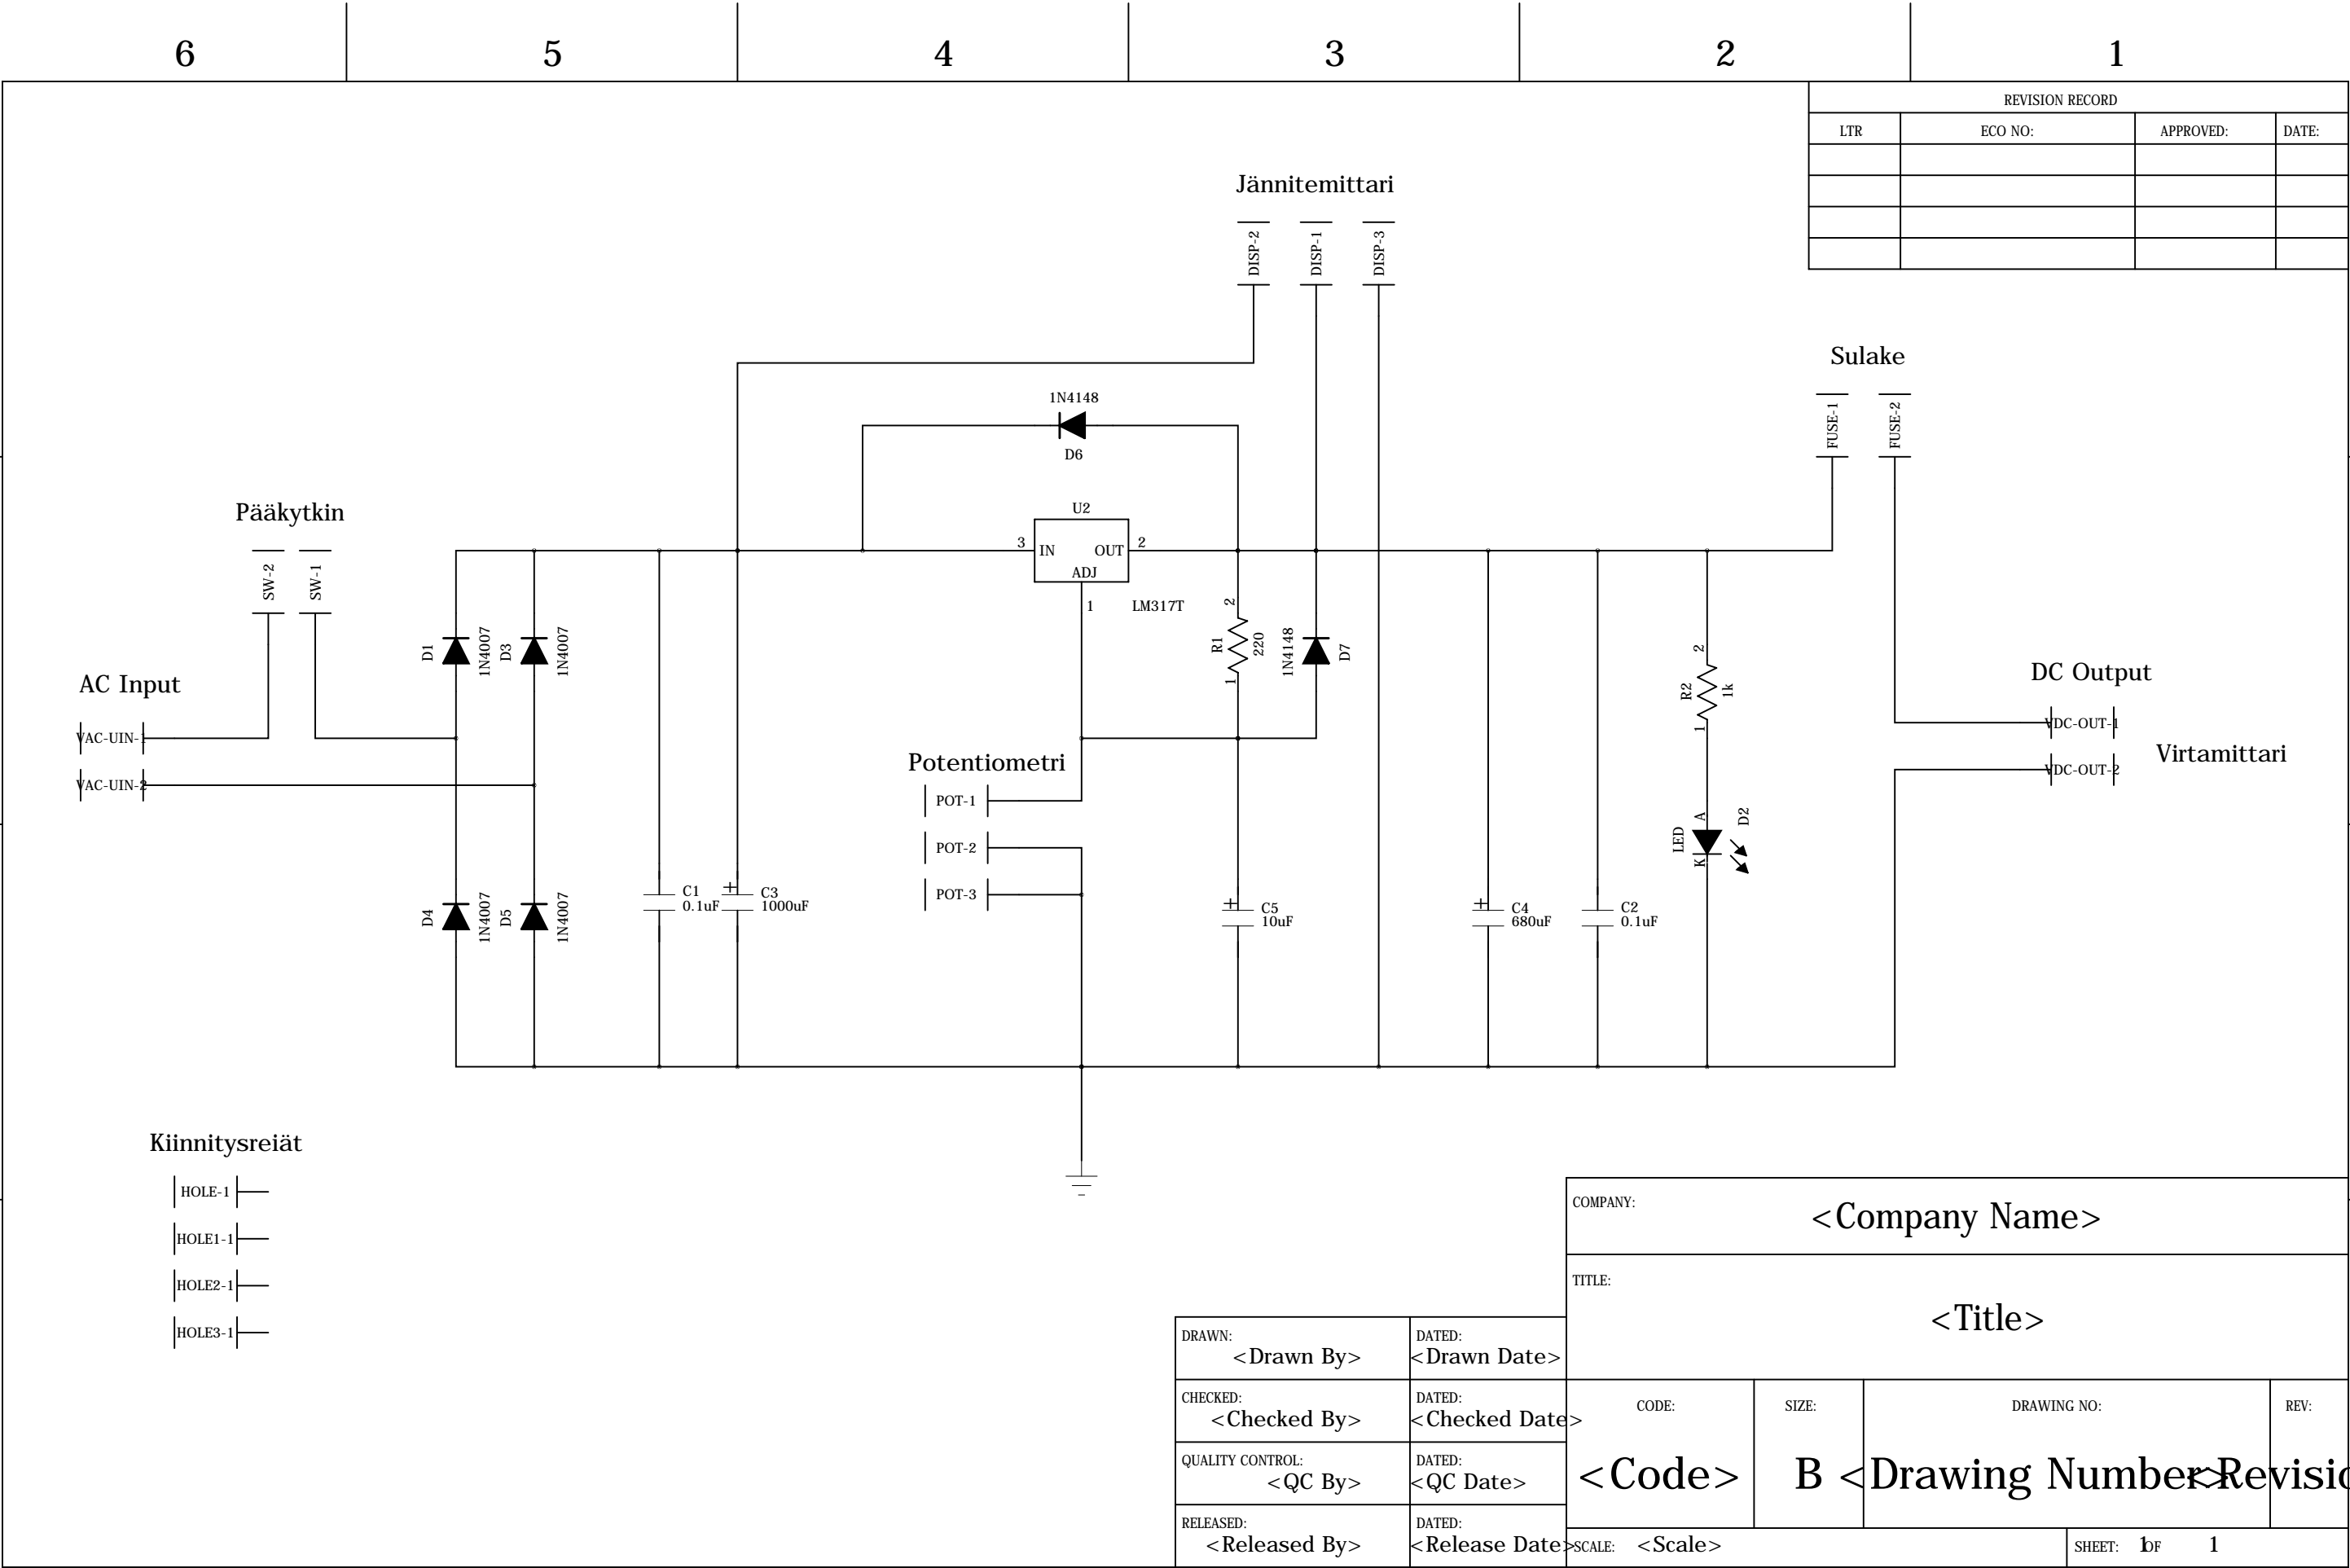 6 5 4 3 2 1
REVISION RECORD
LTR ECO NO: APPROVED: DATE:
Jännitemittari
DISP-2 DISP-1 DISP-3
Sulake
FUSE-1 FUSE-2
1N4148
D6
Pääkytkin
SW-2 SW-1
U2
3 IN OUT 2
ADJ
1 LM317T
D1 1N4007 D3 1N4007
R1 220 2 1
1N4148 D7
R2 1k 2 1
AC Input
VAC-UIN-1
VAC-UIN-2
DC Output
VDC-OUT-1
VDC-OUT-2
Virtamittari
Potentiometri
POT-1
POT-2
POT-3
LED A K D2
D4 1N4007 D5 1N4007
+ C1
0.1uF
C3
1000uF
+ C5
10uF
+ C4
680uF
C2
0.1uF
Kiinnitysreiät
HOLE-1
HOLE1-1
HOLE2-1
HOLE3-1
COMPANY:
<Company Name>
TITLE:
<Title>
DRAWN: DATED:
<Drawn By> <Drawn Date>
CHECKED: DATED:
<Checked By> <Checked Date>
QUALITY CONTROL: DATED:
<QC By> <QC Date>
RELEASED: DATED:
<Released By> <Release Date>
CODE: SIZE: DRAWING NO: REV:
<Code> B <Drawing Number> <Revisio
SCALE: <Scale> SHEET: 1 OF 1